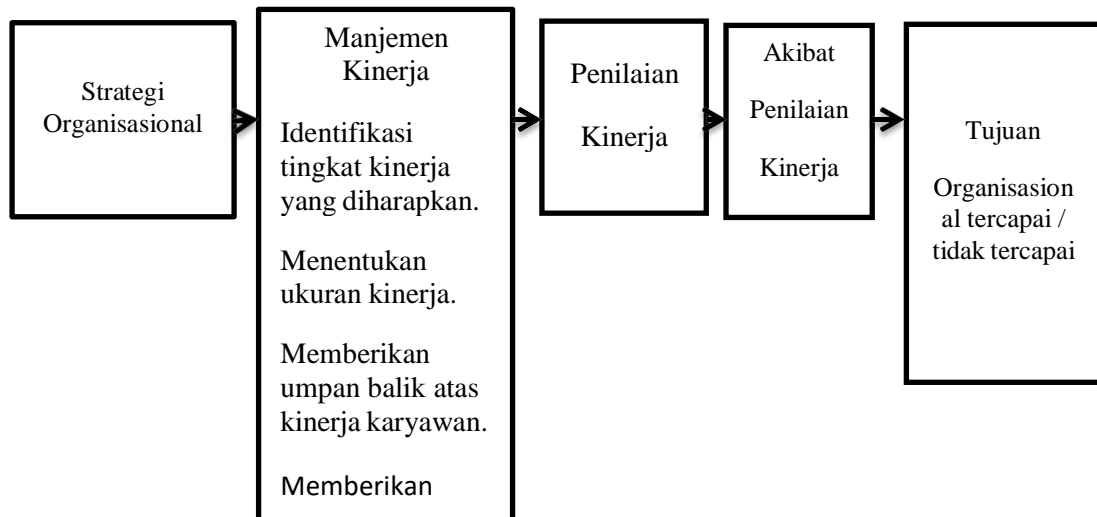 Strategi
Organisasional
Manjemen
Kinerja
Identifikasi
tingkat kinerja
yang diharapkan.
Menentukan
ukuran kinerja.
Memberikan
umpan balik atas
kinerja karyawan.
Memberikan
Penilaian
Kinerja
Akibat
Penilaian
Kinerja
Tujuan
Organisasion
al tercapai /
tidak tercapai